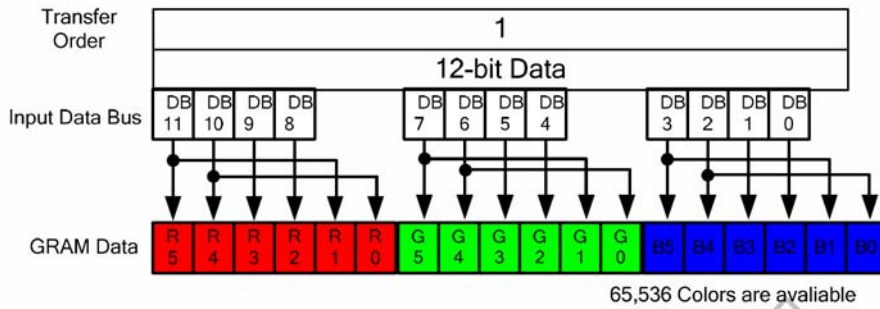 Transfer Order
1
12-bit Data
Input Data Bus
DB 11 DB 10 DB 9 DB 8 DB 7 DB 6 DB 5 DB 4 DB 3 DB 2 DB 1 DB 0
GRAM Data
R 5 R 4 R 3 R 2 R 1 R 0 G 5 G 4 G 3 G 2 G 1 G 0 B5 B4 B3 B2 B1 B0
65,536 Colors are avaliable